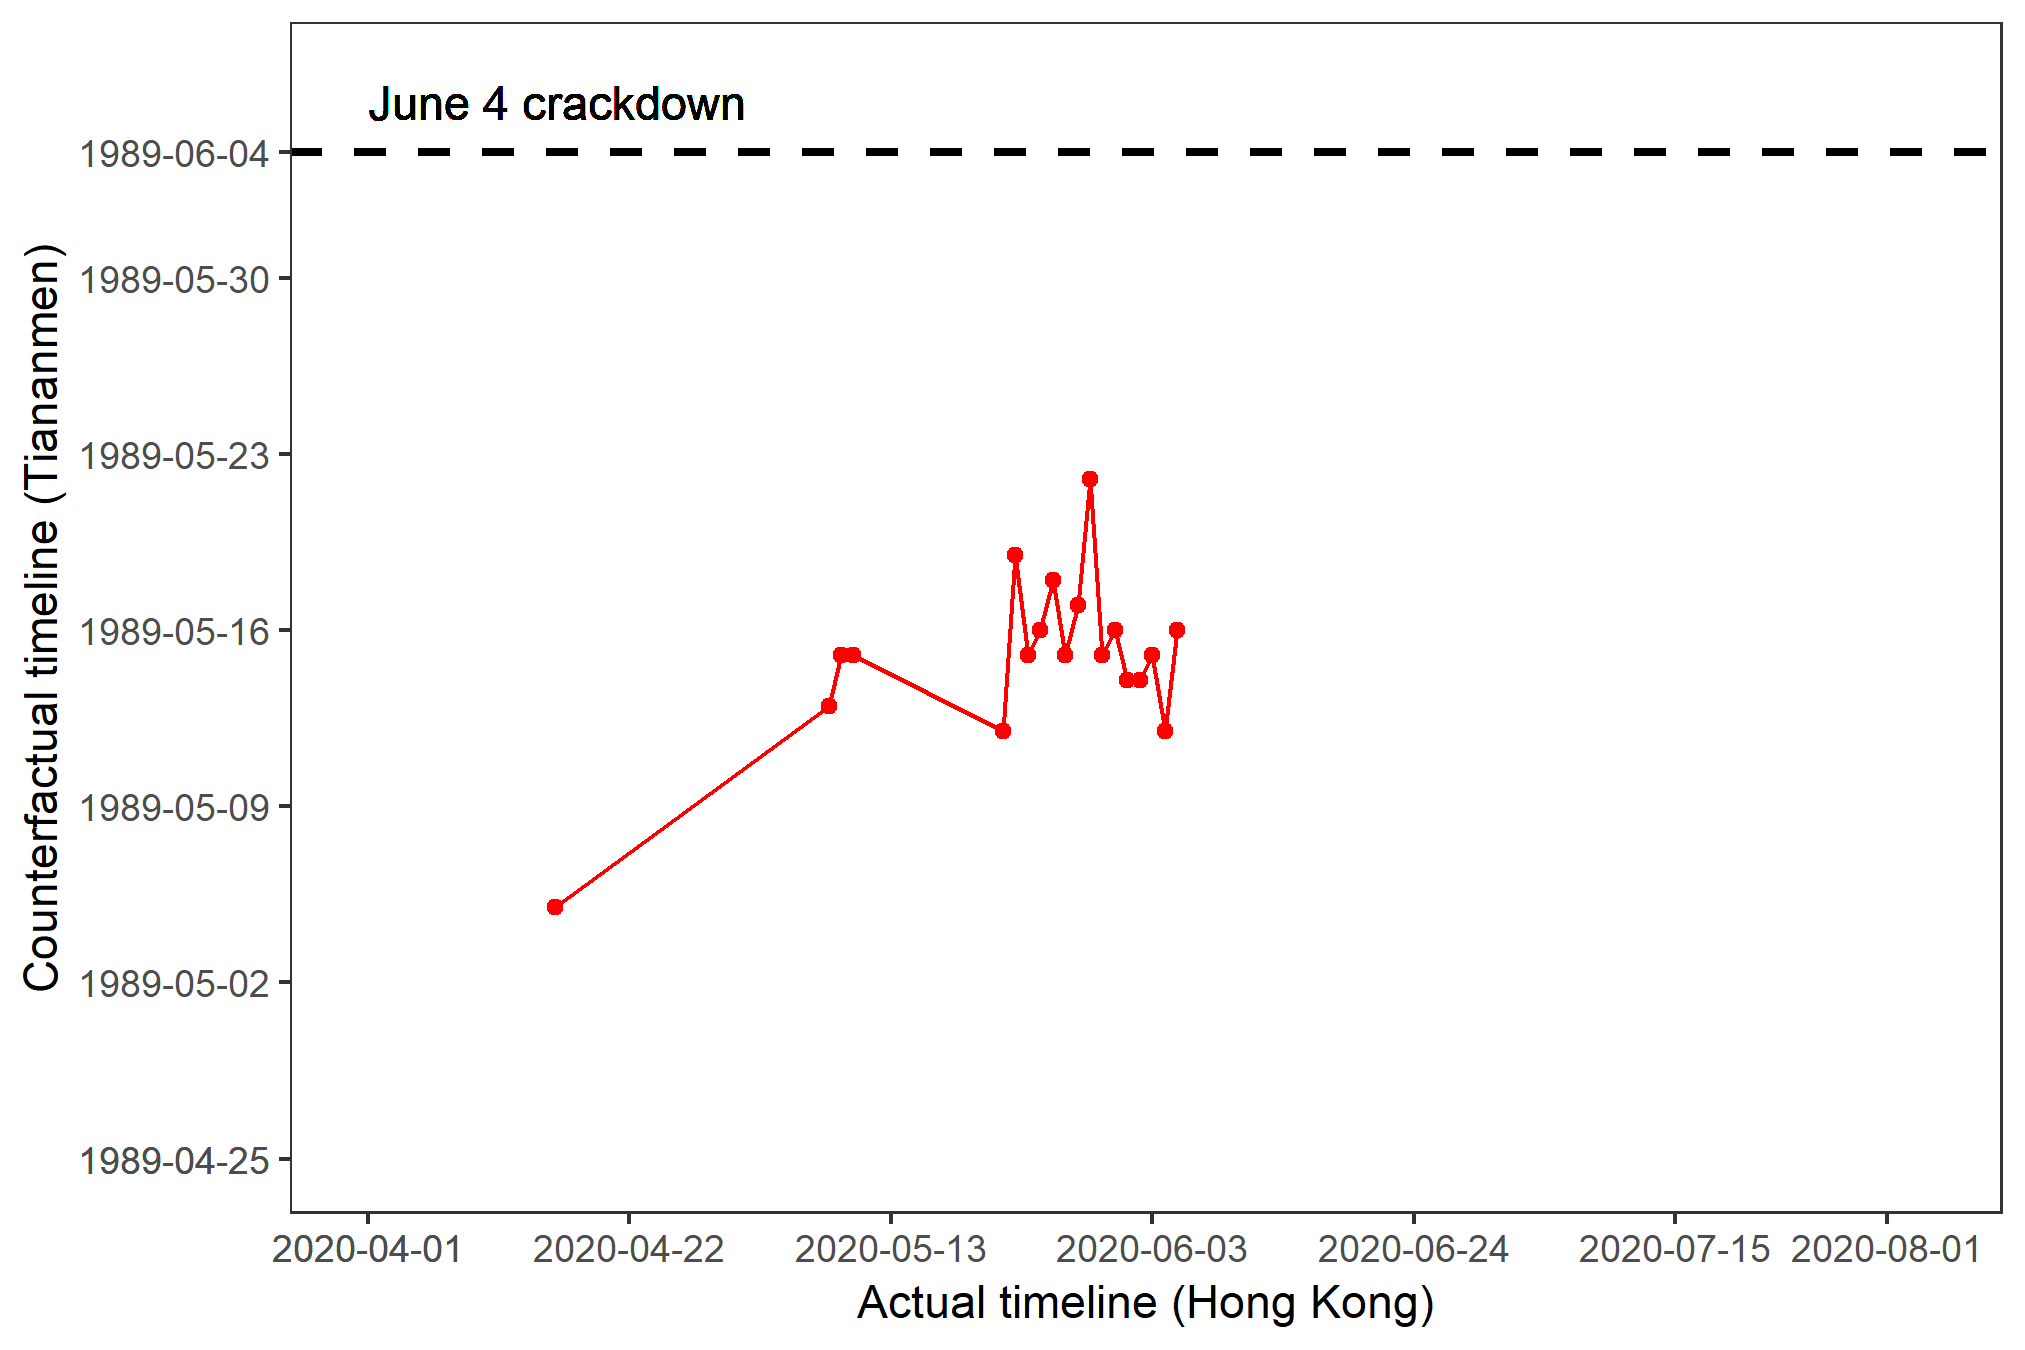 June 4 crackdown
1989-06-04
1989-05-30
1989-05-23
1989-05-16
1989-05-09
1989-05-02
1989-04-25
Counterfactual timeline (Tiananmen)
2020-04-01 2020-04-22 2020-05-13 2020-06-03 2020-06-24 2020-07-15 2020-08-01
Actual timeline (Hong Kong)